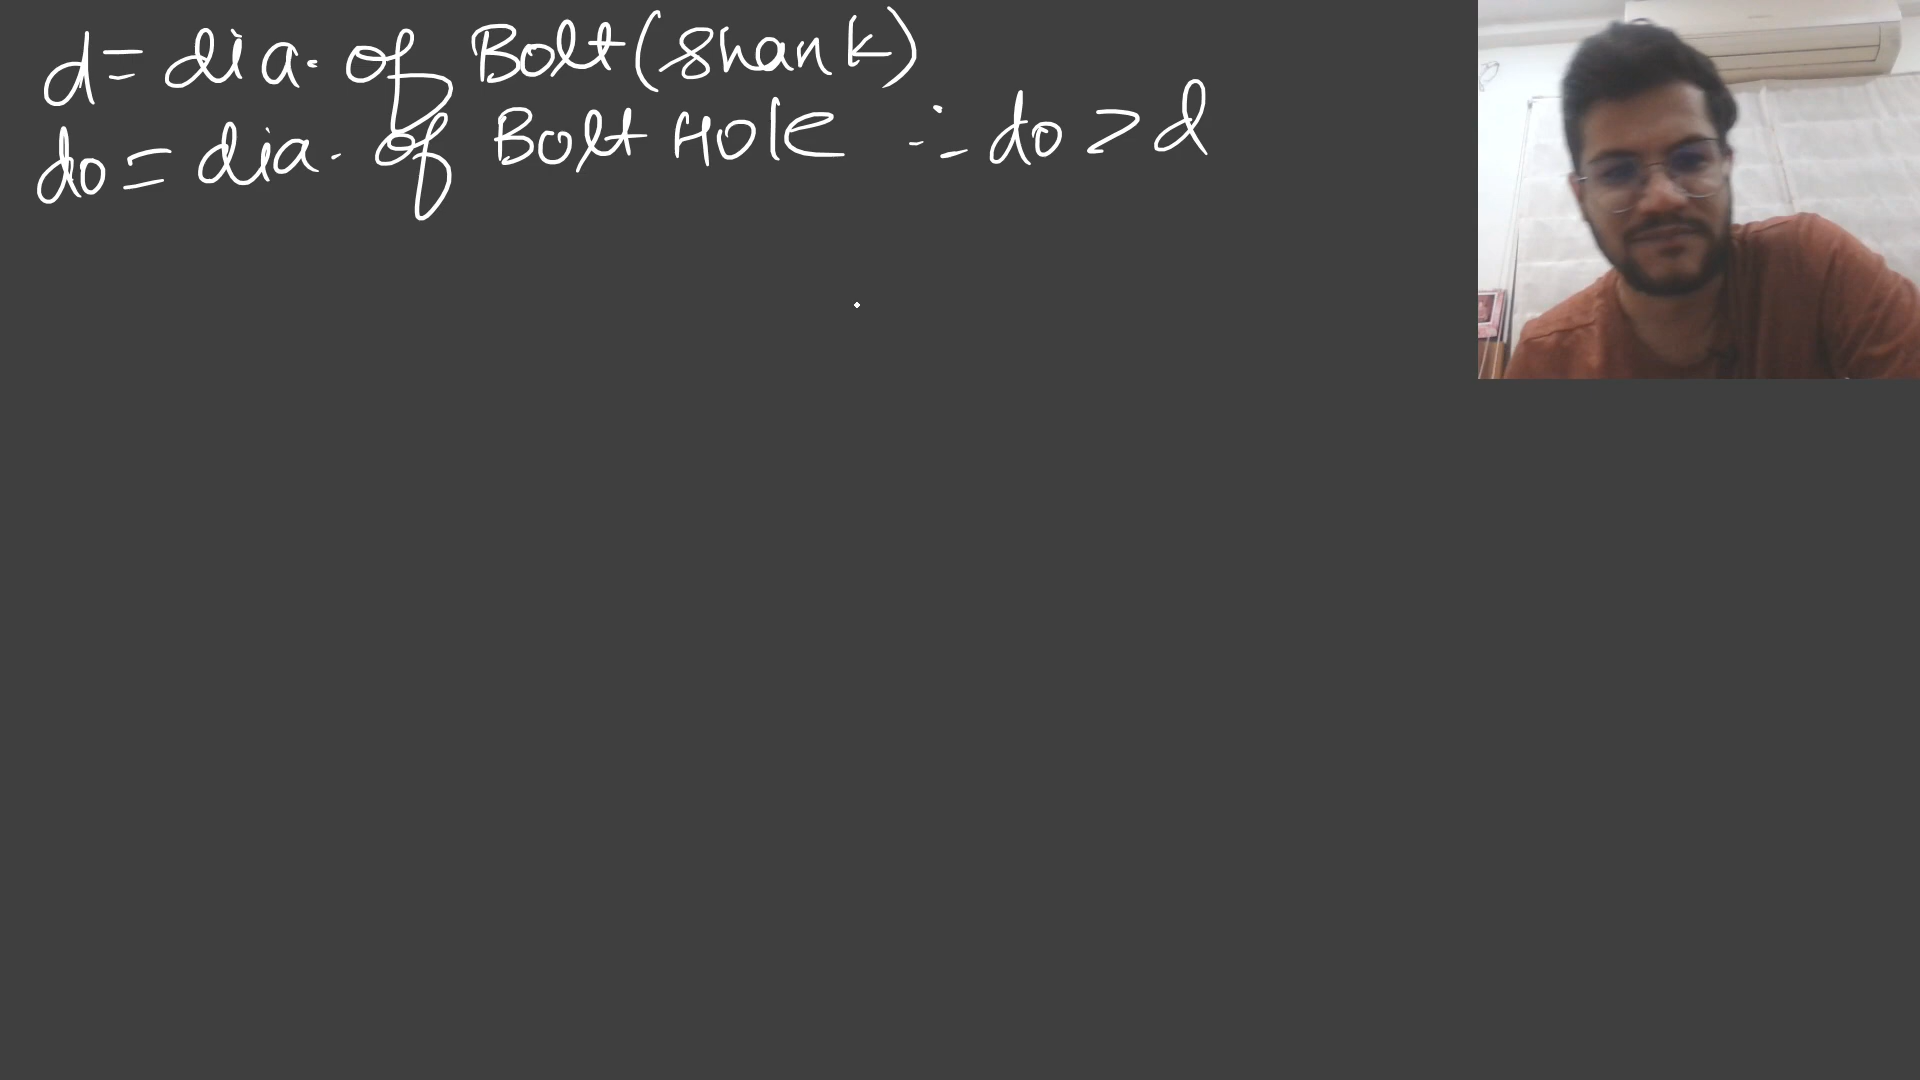 d = dia. of Bolt (shank)
do = dia. of Bolt Hole ∴ do > d